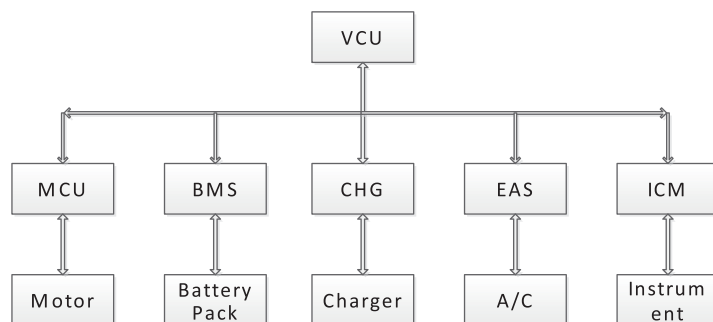 VCU
MCU
BMS
CHG
EAS
ICM
Motor
Battery
Pack
Charger
A/C
Instrum
ent